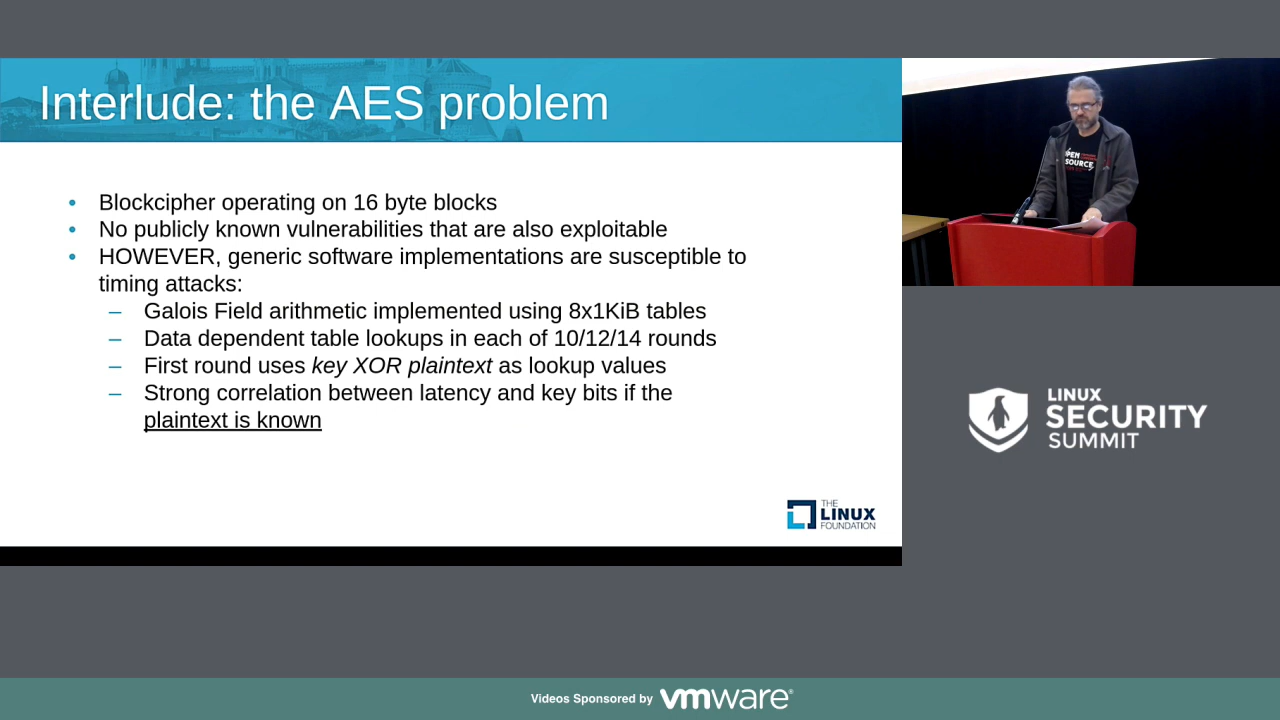 Interlude: the AES problem
• Blockcipher operating on 16 byte blocks
• No publicly known vulnerabilities that are also exploitable
• HOWEVER, generic software implementations are susceptible to
timing attacks:
– Galois Field arithmetic implemented using 8x1KiB tables
– Data dependent table lookups in each of 10/12/14 rounds
– First round uses key XOR plaintext as lookup values
– Strong correlation between latency and key bits if the
plaintext is known
THE
LINUX
FOUNDATION
LINUX
SECURITY
SUMMIT
Videos Sponsored by vmware®